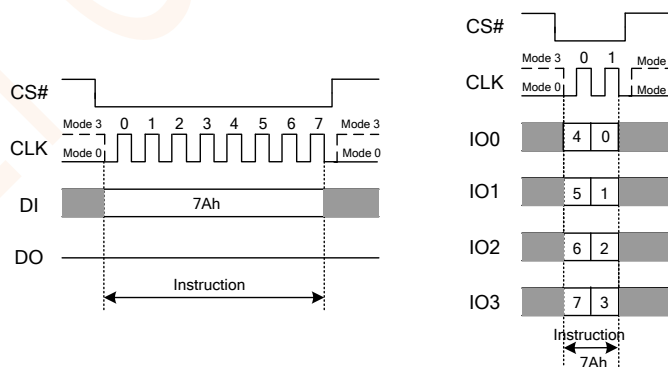 CS#
Mode 3 0 1 2 3 4 5 6 7 Mode 3
CLK
Mode 0 Mode 0
DI 7Ah
DO
Instruction
CS#
Mode 3 0 1 Mode
CLK
Mode 0 Mode
IO0 4 0
IO1 5 1
IO2 6 2
IO3 7 3
Instruction
7Ah